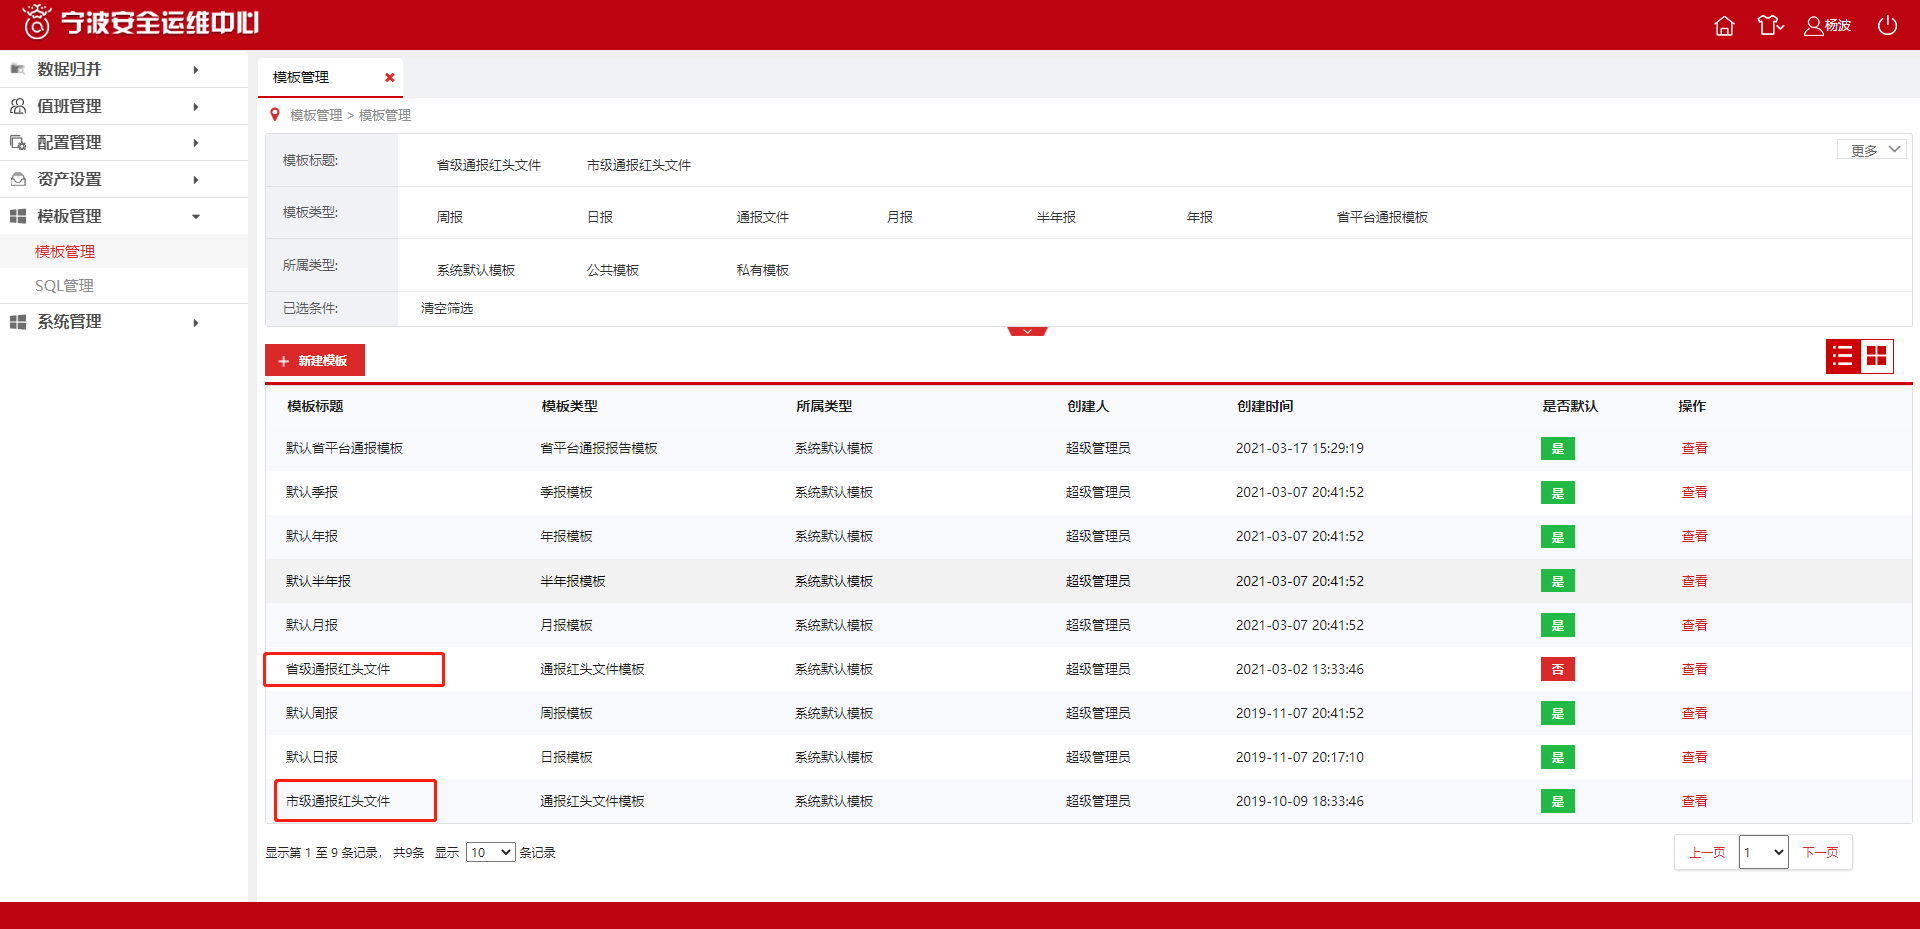 宁波安全运维中心
杨波
数据归并
值班管理
配置管理
资产设置
模板管理
模板管理
SQL管理
系统管理
模板管理
模板管理 > 模板管理
模板标题: 省级通报红头文件 市级通报红头文件 更多
模板类型: 周报 日报 通报文件 月报 半年报 年报 省平台通报模板
所属类型: 系统默认模板 公共模板 私有模板
已选条件: 清空筛选
新建模板
模板标题 模板类型 所属类型 创建人 创建时间 是否默认 操作
默认省平台通报模板 省平台通报报告模板 系统默认模板 超级管理员 2021-03-17 15:29:19 是 查看
默认季报 季报模板 系统默认模板 超级管理员 2021-03-07 20:41:52 是 查看
默认年报 年报模板 系统默认模板 超级管理员 2021-03-07 20:41:52 是 查看
默认半年报 半年报模板 系统默认模板 超级管理员 2021-03-07 20:41:52 是 查看
默认月报 月报模板 系统默认模板 超级管理员 2021-03-07 20:41:52 是 查看
省级通报红头文件 通报红头文件模板 系统默认模板 超级管理员 2021-03-02 13:33:46 否 查看
默认周报 周报模板 系统默认模板 超级管理员 2019-11-07 20:41:52 是 查看
默认日报 日报模板 系统默认模板 超级管理员 2019-11-07 20:17:10 是 查看
市级通报红头文件 通报红头文件模板 系统默认模板 超级管理员 2019-10-09 18:33:46 是 查看
显示第 1 至 9 条记录， 共9条 显示 10 条记录
上一页 1 下一页